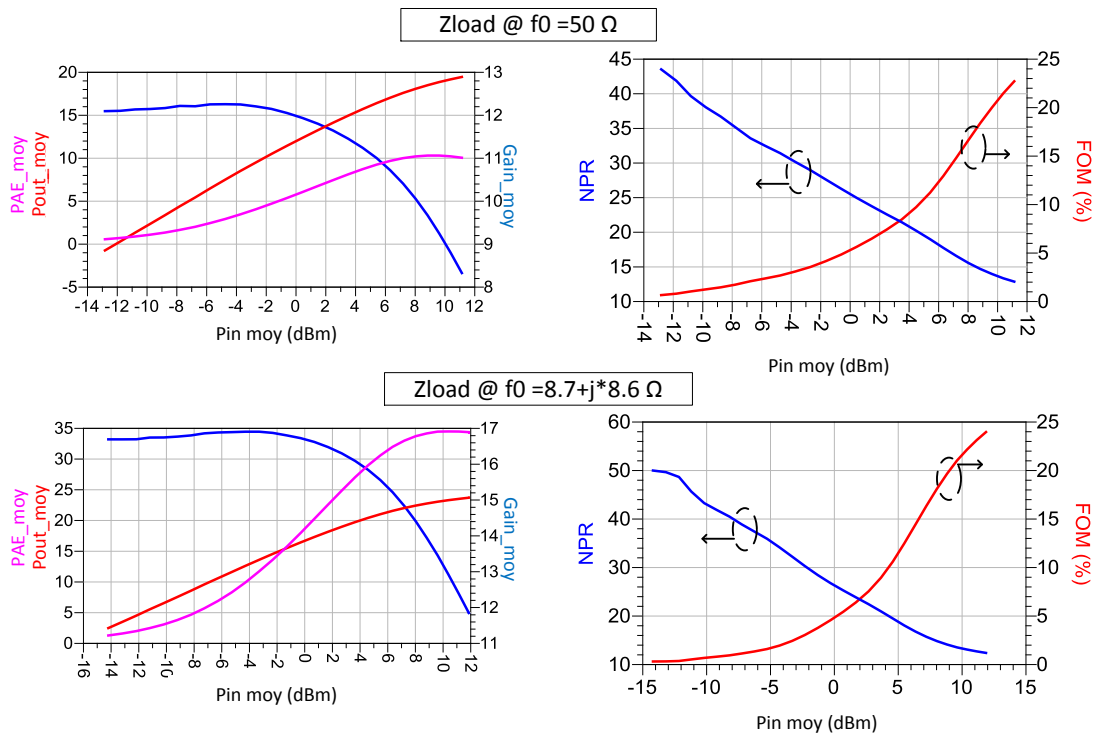 Zload @ f0 =50 Ω
PAE_moy
Pout_moy
20
15
10
5
0
-5
13
12
11
10
9
8
Gain_moy
-14 -12 -10 -8 -6 -4 -2 0 2 4 6 8 10 12
Pin moy (dBm)
NPR
45
40
35
30
25
20
15
10
25
20
15
10
5
0
FOM (%)
-14 -12 -10 -8 -6 -4 -2 0 2 4 6 8 10 12
Pin moy (dBm)
Zload @ f0 =8.7+j*8.6 Ω
PAE_moy
Pout_moy
35
30
25
20
15
10
5
0
17
16
15
14
13
12
11
Gain_moy
-16 -14 -12 -10 -8 -6 -4 -2 0 2 4 6 8 10 12
Pin moy (dBm)
NPR
60
50
40
30
20
10
25
20
15
10
5
0
FOM (%)
-15 -10 -5 0 5 10 15
Pin moy (dBm)